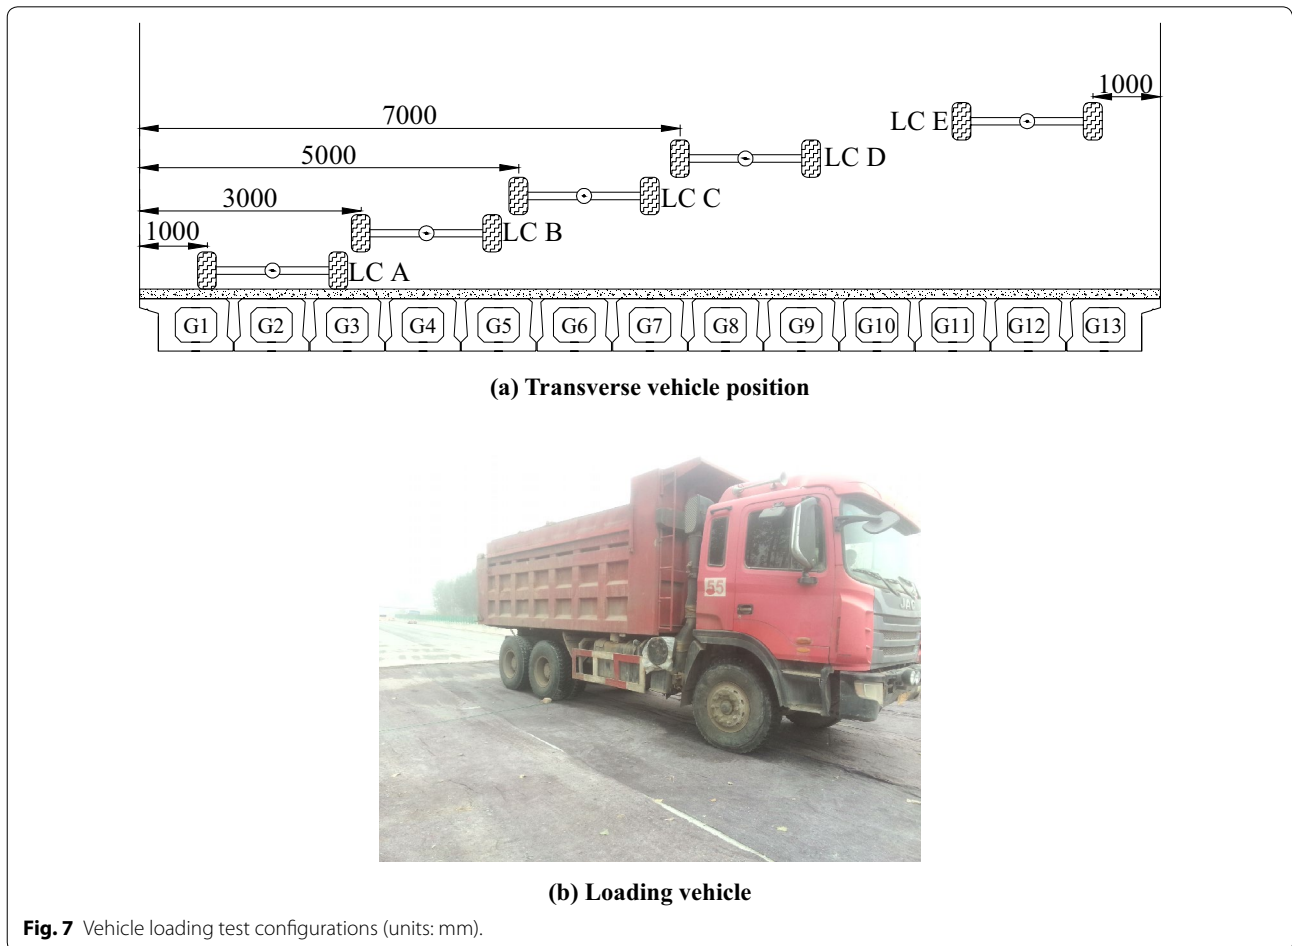 1000
7000
LC E
5000
LC D
3000
LC C
1000
LC B
LC A
G1 G2 G3 G4 G5 G6 G7 G8 G9 G10 G11 G12 G13
(a) Transverse vehicle position
55
JAC
(b) Loading vehicle
Fig. 7 Vehicle loading test configurations (units: mm).